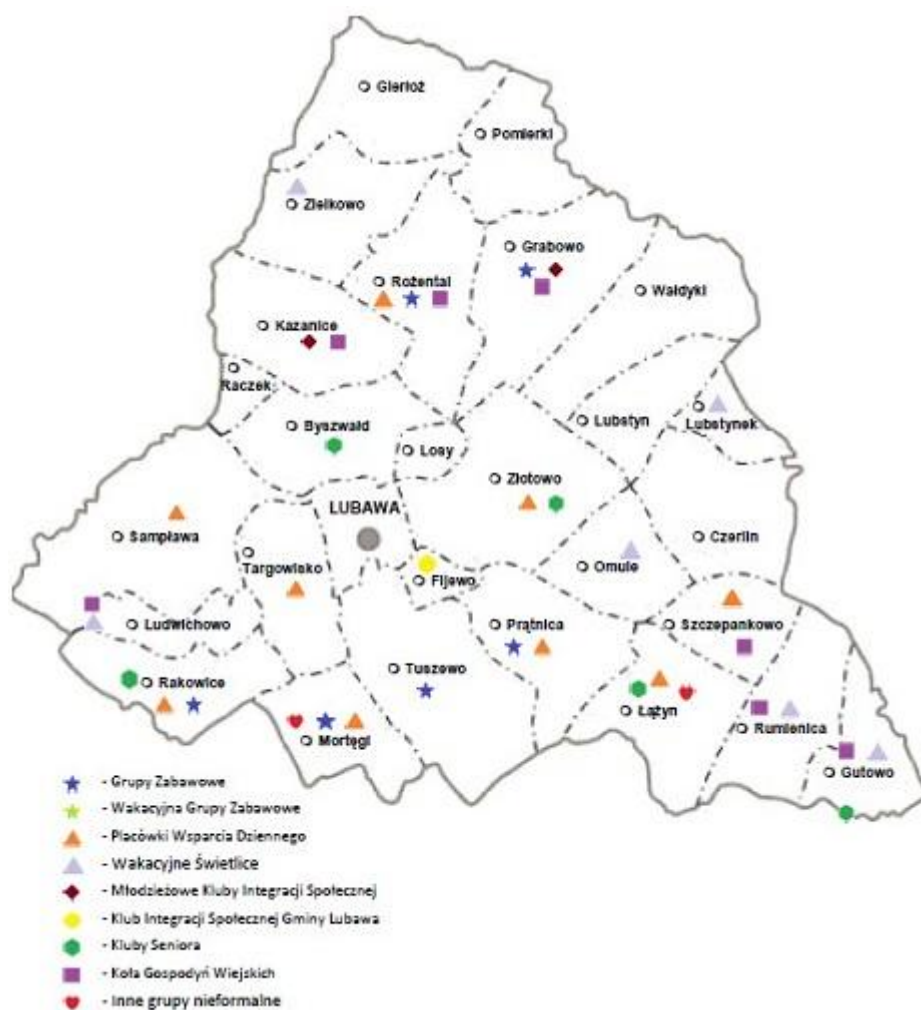 Gierłoż
Pomierki
Zielkowo
Grabowo
Rożental
Wałdyki
Kazanice
Raczek
Byszwałd
Losy
Lubstyn
Lubstynek
Złotowo
LUBAWA
Sampława
Targowisko
Fijewo
Omule
Czerlin
Ludwichowo
Prątnica
Szczepankowo
Rakowice
Tuszewo
Łążyn
Mortęgi
Rumienica
Gutowo
- Grupy Zabawowe
- Wakacyjna Grupy Zabawowe
- Placówki Wsparcia Dziennego
- Wakacyjne Świetlice
- Młodzieżowe Kluby Integracji Społecznej
- Klub Integracji Społecznej Gminy Lubawa
- Kluby Seniora
- Koła Gospodyń Wiejskich
- Inne grupy nieformalne